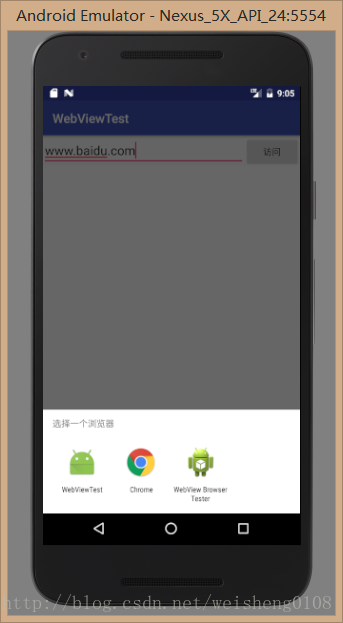 Android Emulator - Nexus_5X_API_24:5554
9:05
WebViewTest
www.baidu.com 访问
选择一个浏览器
WebViewTest Chrome WebView Browser
Tester
http://blog.csdn.net/weisheng0108